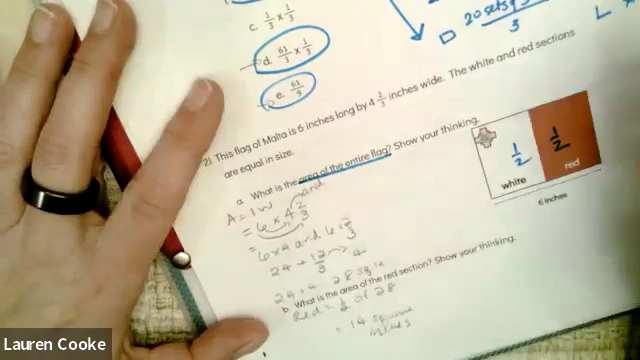 c. 1/3 x 1/3
d. 61/3 x 1/3
e. 61/9
20 sets of
3
2) This flag of Malta is 6 inches long by 4 2/3 inches wide. The white and red sections
are equal in size.
a. What is the area of the entire flag? Show your thinking.
and
A = lw
= 6 x 4 2/3
= 6 x 4 and 6 x 2/3
24 + 12/3 → 4
24 + 4 = 28 sq in
b. What is the area of the red section? Show your thinking.
Red = 1/2 of 28
= 14 square
inches
1/2
1/2
white
red
6 inches
Lauren Cooke